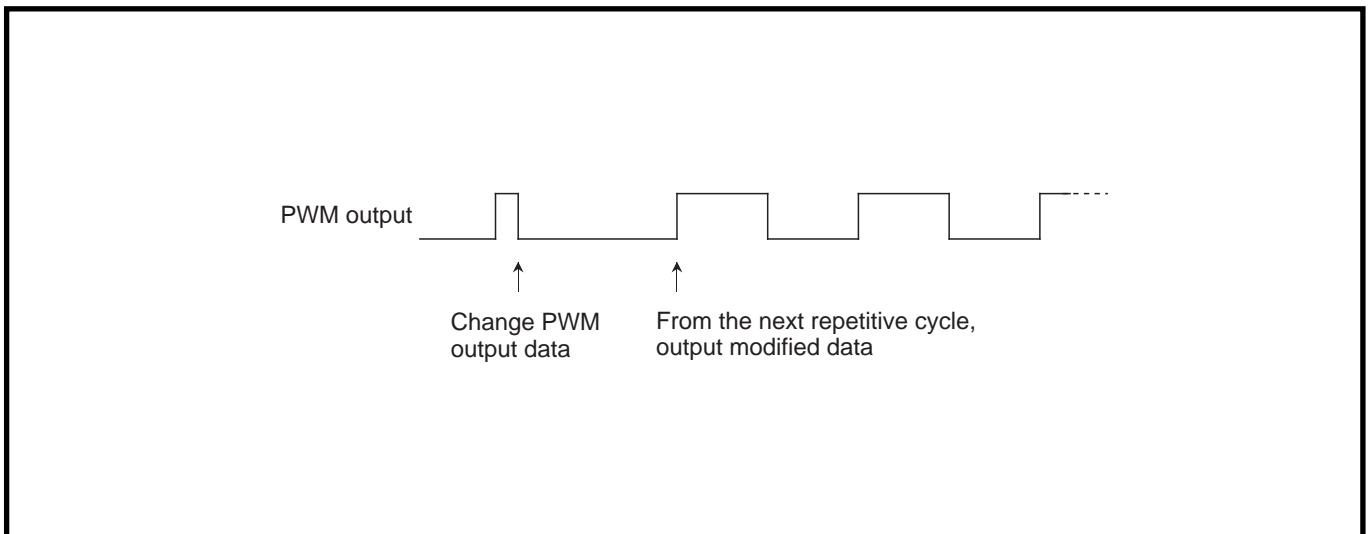 PWM output
Change PWM
output data
From the next repetitive cycle,
output modified data